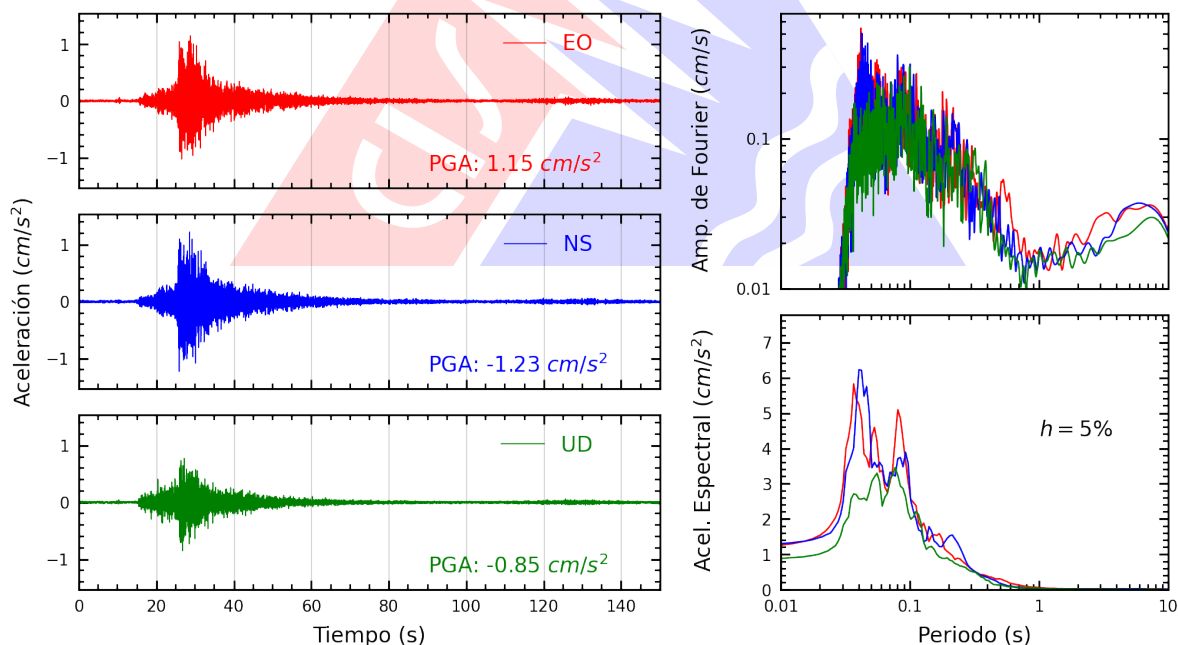 Aceleración (cm/s²)
1
0
−1
EO
PGA: 1.15 cm/s²
1
0
−1
NS
PGA: -1.23 cm/s²
1
0
−1
UD
PGA: -0.85 cm/s²
0 20 40 60 80 100 120 140
Tiempo (s)
Amp. de Fourier (cm/s)
0.1
0.01
Acel. Espectral (cm/s²)
7
6
5
4
3
2
1
0
h = 5%
0.01 0.1 1 10
Periodo (s)